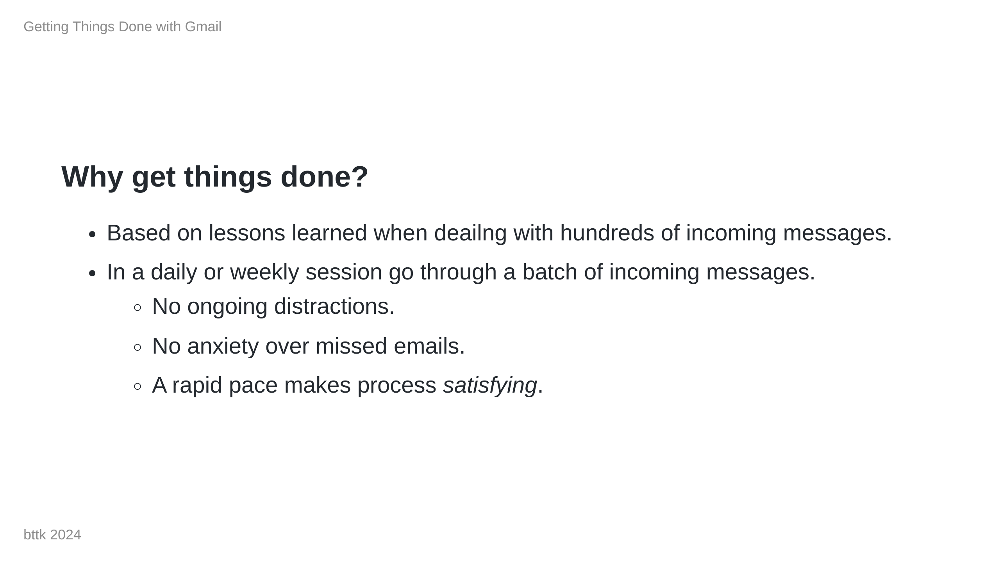 Getting Things Done with Gmail
Why get things done?
• Based on lessons learned when deailng with hundreds of incoming messages.
• In a daily or weekly session go through a batch of incoming messages.
◦ No ongoing distractions.
◦ No anxiety over missed emails.
◦ A rapid pace makes process satisfying.
bttk 2024